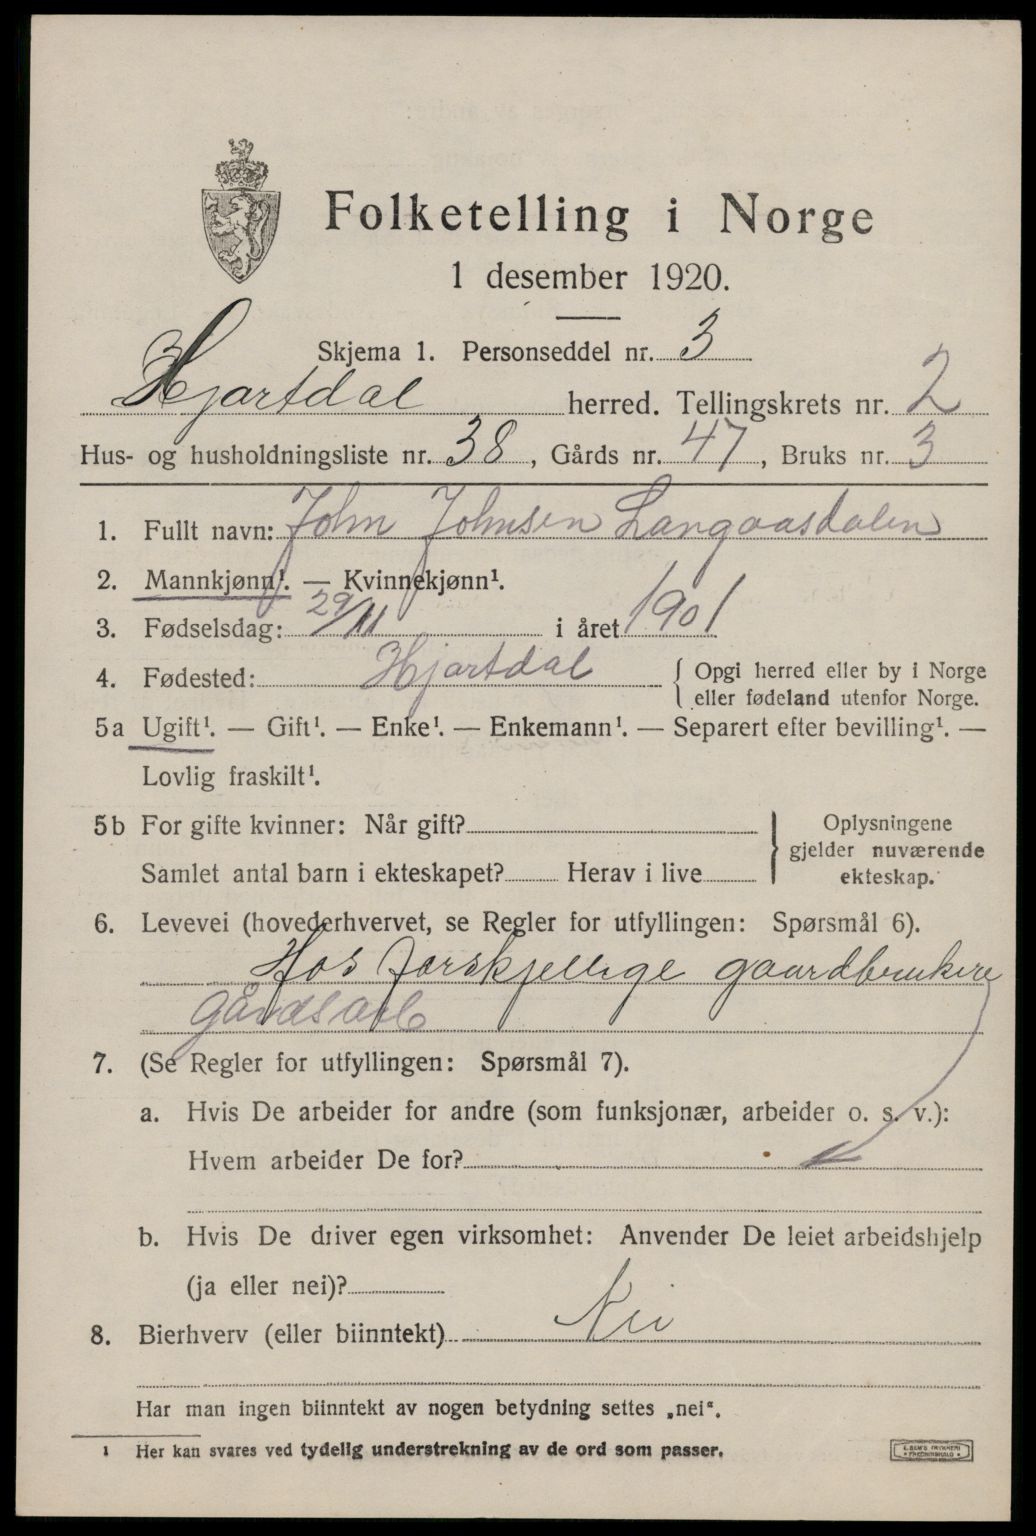 Folketelling i Norge
1 desember 1920.
Skjema 1. Personseddel nr. 3
Hjartdal herred. Tellingskrets nr. 2
Hus- og husholdningsliste nr. 38, Gårds nr. 47, Bruks nr. 3
1. Fullt navn: John Johnsen Langaasdalen
2. Mannkjønn¹. — Kvinnekjønn¹.
3. Fødselsdag: 29/11 i året 1901
4. Fødested: Hjartdal { Opgi herred eller by i Norge
eller fødeland utenfor Norge.
5a Ugift¹. — Gift¹. — Enke¹. — Enkemann¹. — Separert efter bevilling¹. —
Lovlig fraskilt¹.
5b For gifte kvinner: Når gift?
Samlet antal barn i ekteskapet? Herav i live
} Oplysningene
gjelder nuværende
ekteskap.
6. Levevei (hovederhvervet, se Regler for utfyllingen: Spørsmål 6).
Hos forskjellige gaardbrukere
gårdsarb
7. (Se Regler for utfyllingen: Spørsmål 7).
a. Hvis De arbeider for andre (som funksjonær, arbeider o. s. v.):
Hvem arbeider De for?
b. Hvis De driver egen virksomhet: Anvender De leiet arbeidshjelp
(ja eller nei)?
8. Bierhverv (eller biinntekt) Nei
Har man ingen biinntekt av nogen betydning settes „nei“.
¹ Her kan svares ved tydelig understrekning av de ord som passer.